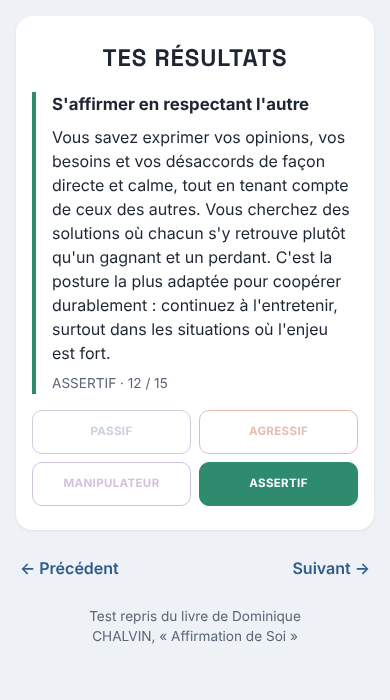 TES RÉSULTATS
S'affirmer en respectant l'autre
Vous savez exprimer vos opinions, vos
besoins et vos désaccords de façon
directe et calme, tout en tenant compte
de ceux des autres. Vous cherchez des
solutions où chacun s'y retrouve plutôt
qu'un gagnant et un perdant. C'est la
posture la plus adaptée pour coopérer
durablement : continuez à l'entretenir,
surtout dans les situations où l'enjeu
est fort.
ASSERTIF · 12 / 15
PASSIF
AGRESSIF
MANIPULATEUR
ASSERTIF
← Précédent
Suivant →
Test repris du livre de Dominique
CHALVIN, « Affirmation de Soi »